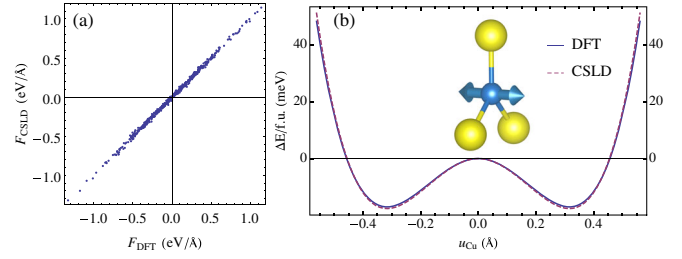 (a)
1.0
0.5
0.0
−0.5
−1.0
F_CSLD (eV/Å)
−1.0 −0.5 0.0 0.5 1.0
F_DFT (eV/Å)
(b)
DFT
CSLD
40
20
0
ΔE/f.u. (meV)
40
20
0
−0.4 −0.2 0.0 0.2 0.4
u_Cu (Å)